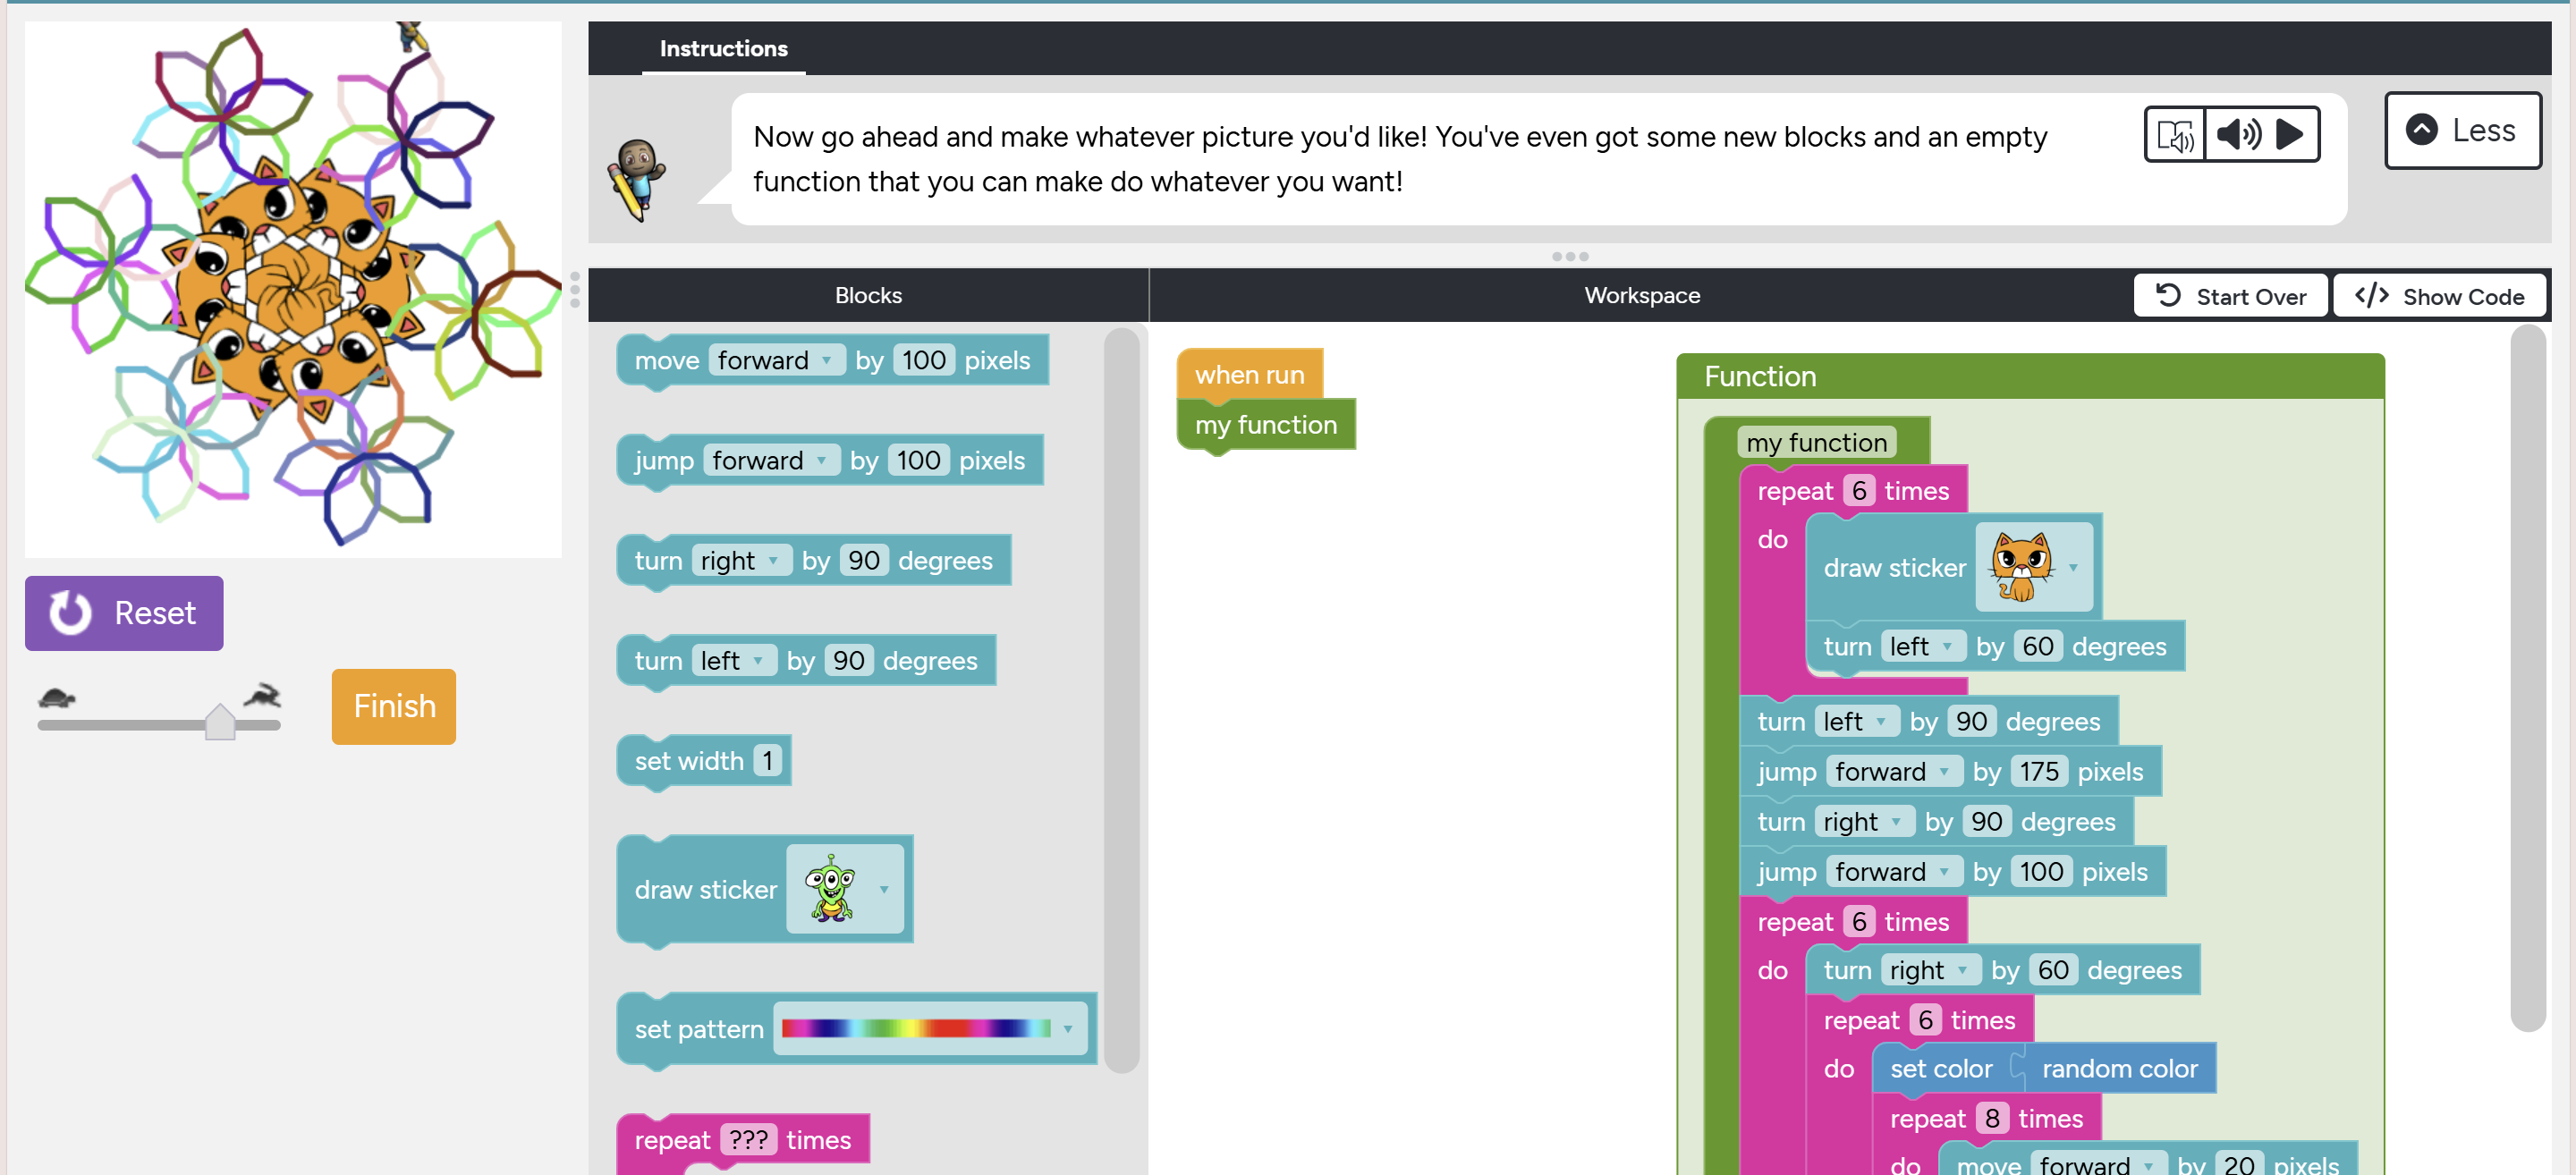 Instructions
Now go ahead and make whatever picture you'd like! You've even got some new blocks and an empty
function that you can make do whatever you want!
Less
Blocks
Workspace
Start Over
</> Show Code
Reset
Finish
move forward by 100 pixels
jump forward by 100 pixels
turn right by 90 degrees
turn left by 90 degrees
set width 1
draw sticker
set pattern
repeat ??? times
when run
my function
Function
my function
repeat 6 times
do
draw sticker
turn left by 60 degrees
turn left by 90 degrees
jump forward by 175 pixels
turn right by 90 degrees
jump forward by 100 pixels
repeat 6 times
do turn right by 60 degrees
repeat 6 times
do set color random color
repeat 8 times
do move forward by 20 pixels